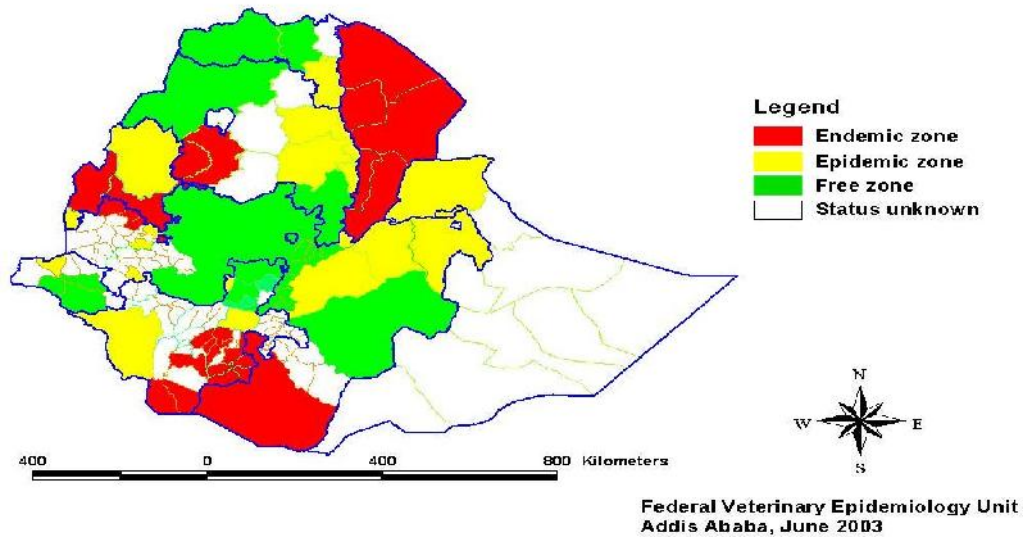 Legend
Endemic zone
Epidemic zone
Free zone
Status unknown
N
W E
S
400 0 400 800 Kilometers
Federal Veterinary Epidemiology Unit
Addis Ababa, June 2003